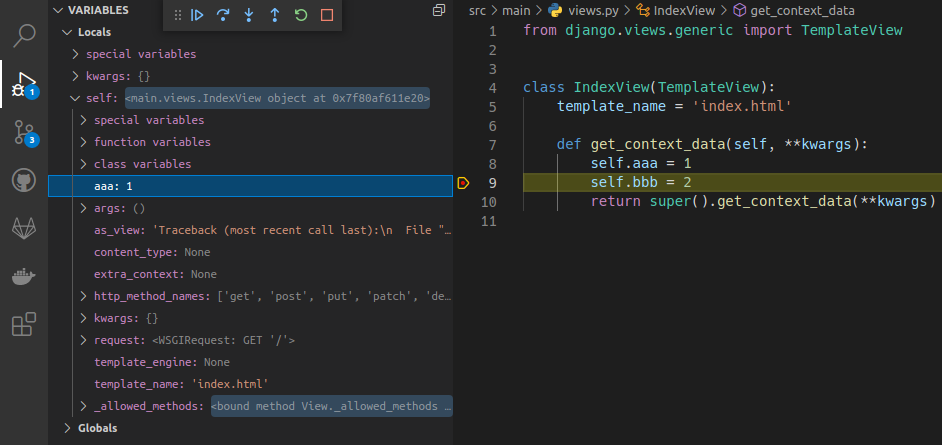 VARIABLES
Locals
special variables
kwargs: {}
self: <main.views.IndexView object at 0x7f80af611e20>
special variables
function variables
class variables
aaa: 1
args: ()
as_view: 'Traceback (most recent call last):\n  File "…
content_type: None
extra_context: None
http_method_names: ['get', 'post', 'put', 'patch', 'de…
kwargs: {}
request: <WSGIRequest: GET '/'>
template_engine: None
template_name: 'index.html'
_allowed_methods: <bound method View._allowed_methods …
Globals
1
3
src > main > views.py > IndexView > get_context_data
1 from django.views.generic import TemplateView
2
3
4 class IndexView(TemplateView):
5     template_name = 'index.html'
6
7     def get_context_data(self, **kwargs):
8         self.aaa = 1
9         self.bbb = 2
10         return super().get_context_data(**kwargs)
11